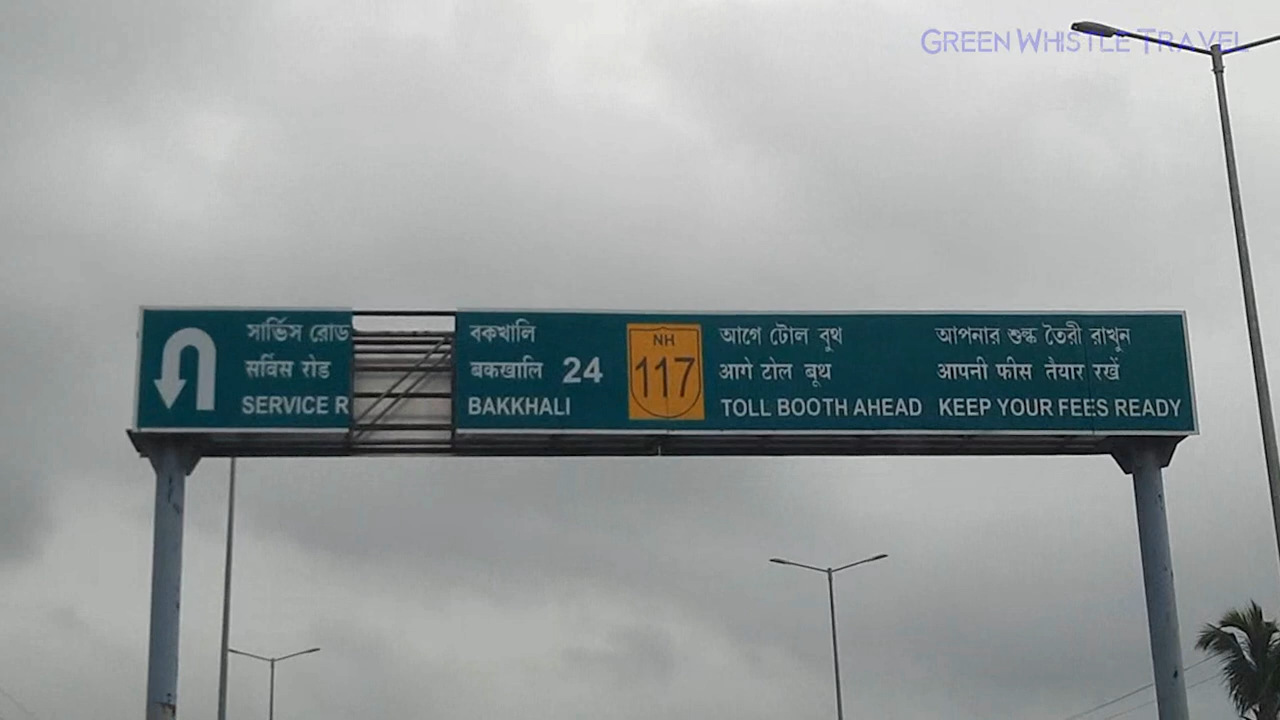 GREEN WHISTLE TRAVEL
সার্ভিস রোড
सर्विस रोड
SERVICE R
বকখালি
बकखालि 24
BAKKHALI
NH
117
আগে টোল বুথ
आगे टोल बूथ
TOLL BOOTH AHEAD
আপনার শুল্ক তৈরী রাখুন
आपनी फीस तैयार रखें
KEEP YOUR FEES READY